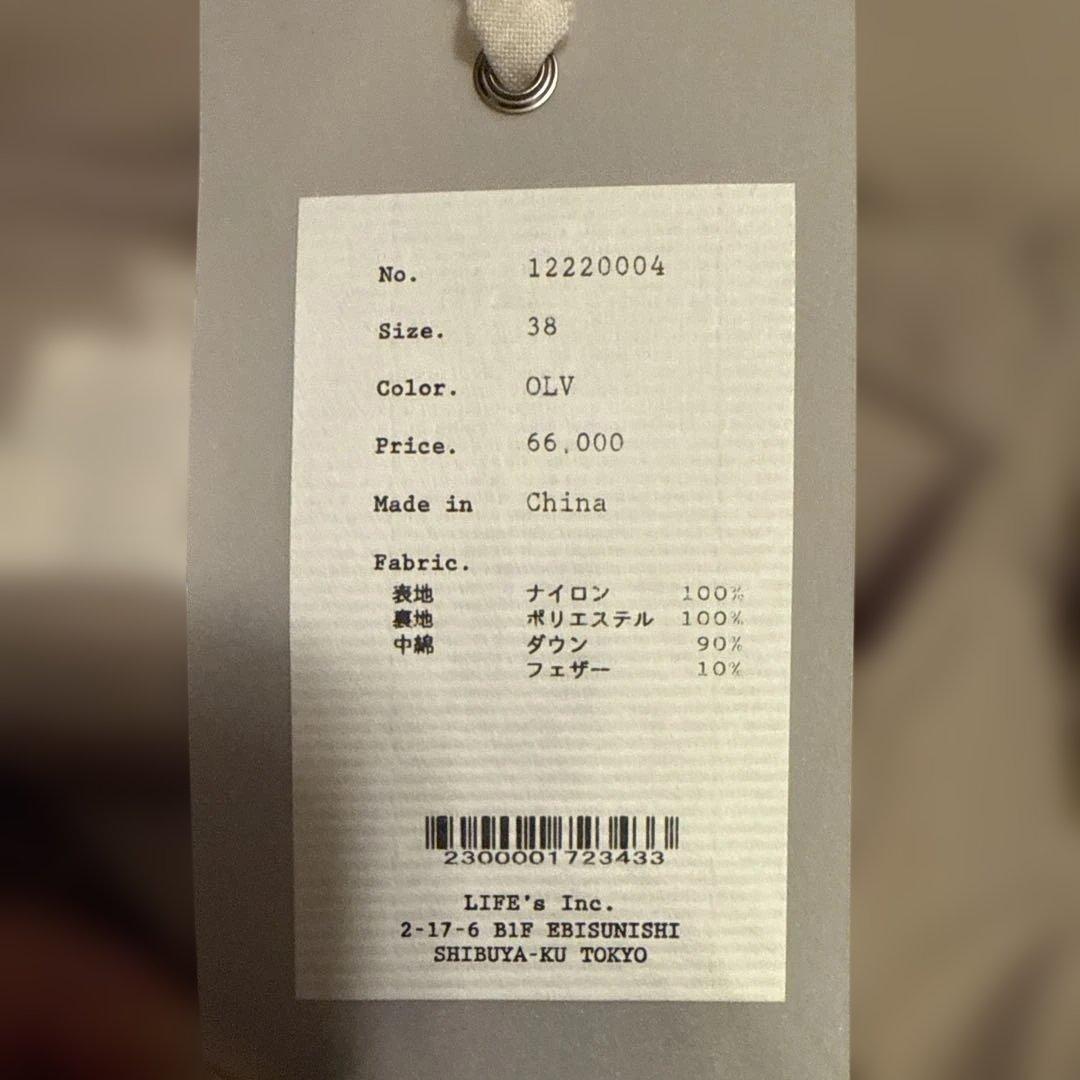 No. 12220004
Size. 38
Color. OLV
Price. 66,000
Made in China
Fabric.
表地 ナイロン 100%
裏地 ポリエステル 100%
中綿 ダウン 90%
フェザー 10%
2300001723433
LIFE's Inc.
2-17-6 B1F EBISUNISHI
SHIBUYA-KU TOKYO